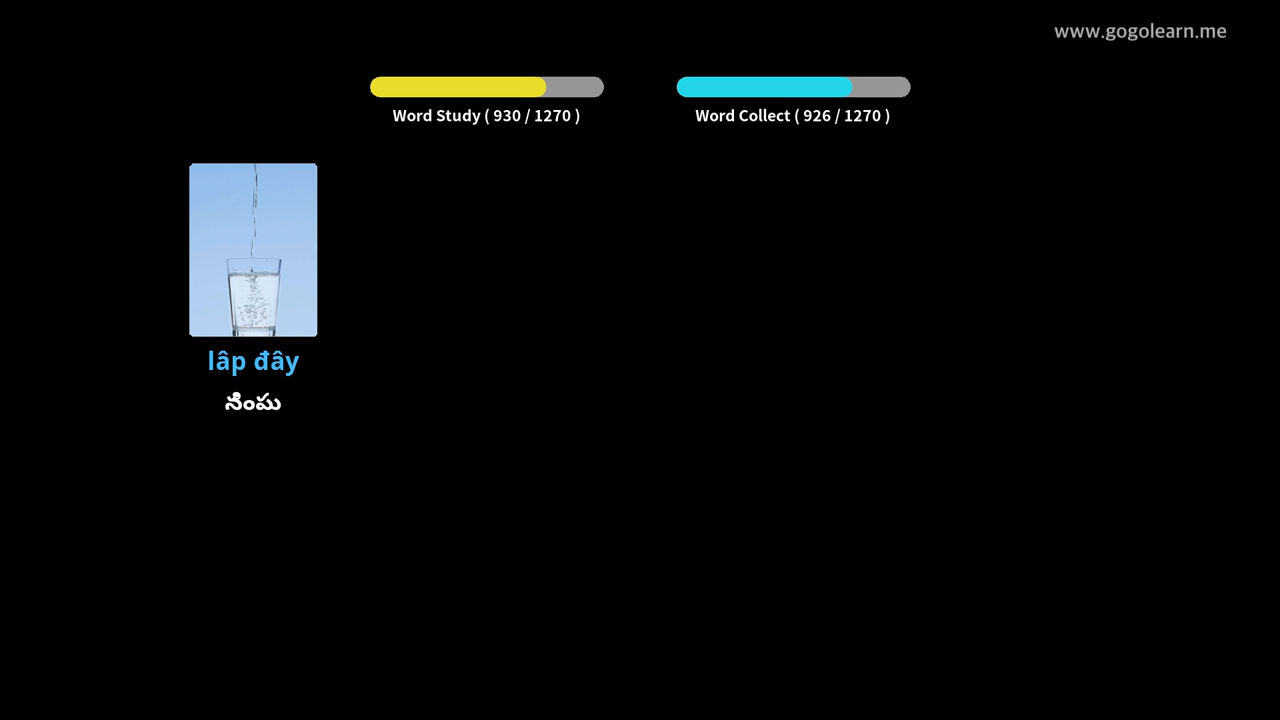 www.gogolearn.me
Word Study ( 930 / 1270 )
Word Collect ( 926 / 1270 )
lâp đây
నింపు